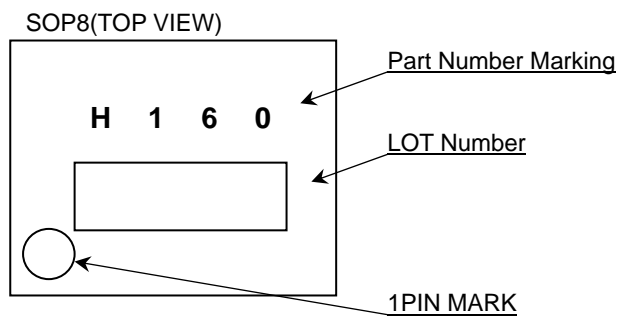 SOP8(TOP VIEW)
Part Number Marking
H 1 6 0
LOT Number
1PIN MARK